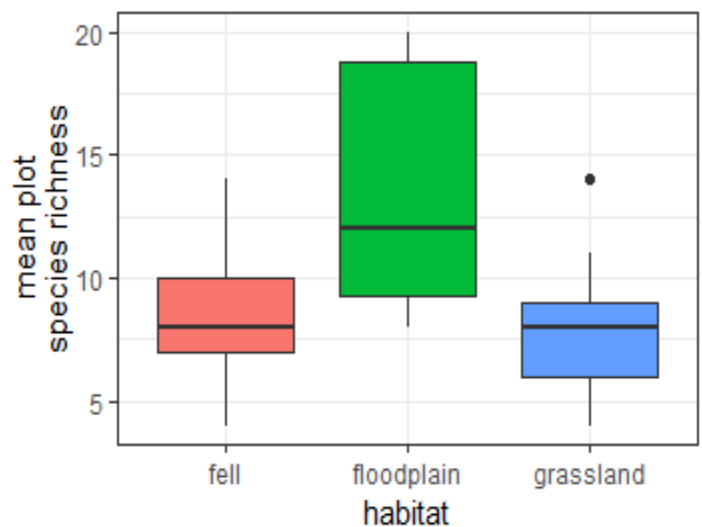 mean plot
species richness
20
15
10
5
fell floodplain grassland
habitat